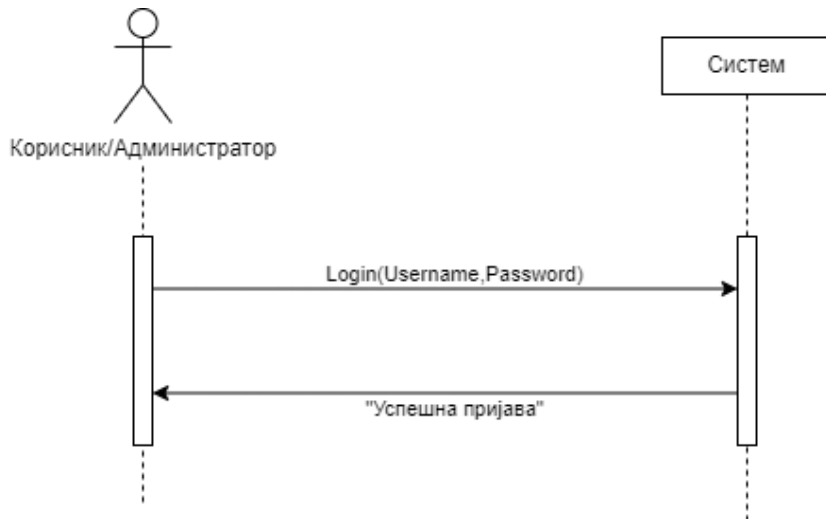 Систем
Корисник/Администратор
Login(Username,Password)
"Успешна пријава"